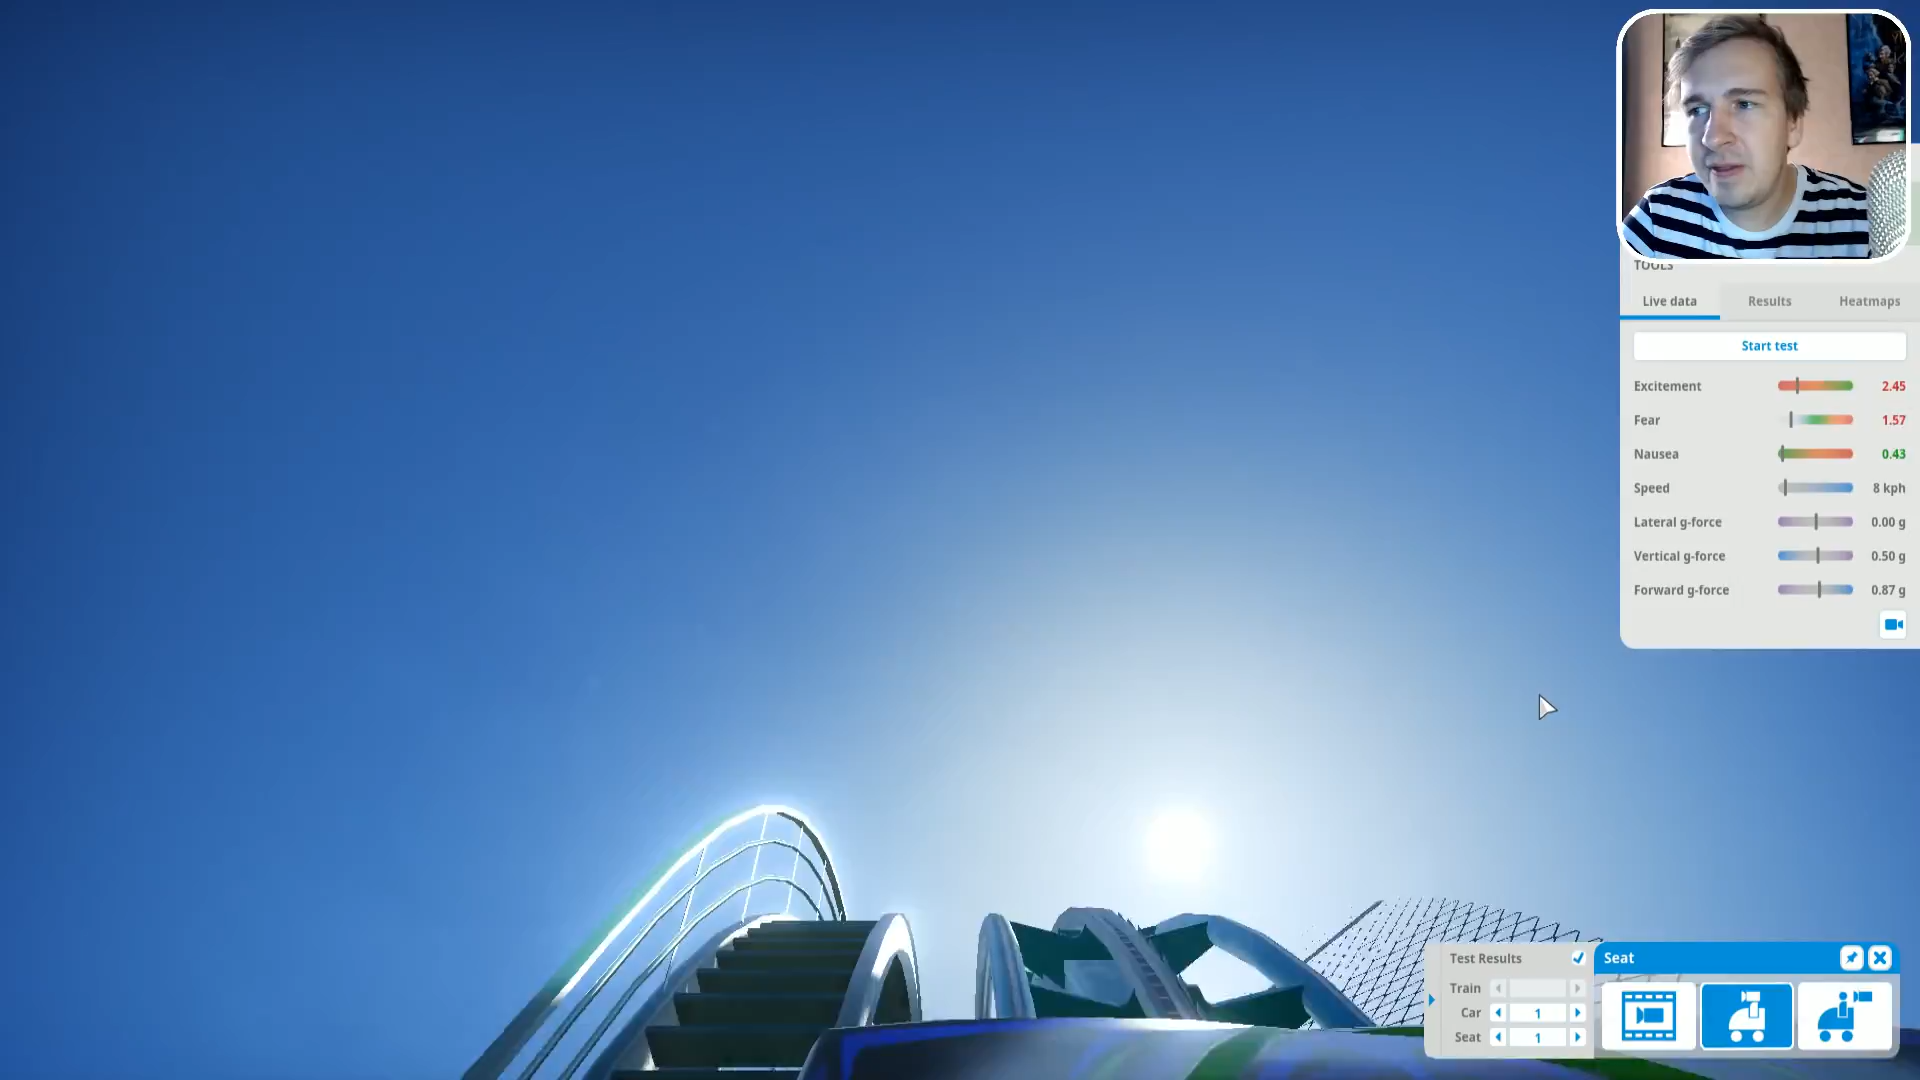 TOOLS
Live data Results Heatmaps
Start test
Excitement 2.45
Fear 1.57
Nausea 0.43
Speed 8 kph
Lateral g-force 0.00 g
Vertical g-force 0.50 g
Forward g-force 0.87 g
Test Results
Seat
Train
Car 1
Seat 1